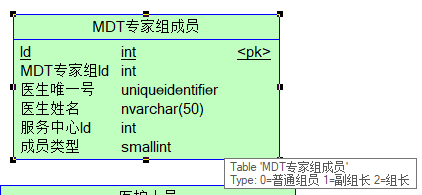 MDT专家组成员
Id int <pk>
MDT专家组Id int
医生唯一号 uniqueidentifier
医生姓名 nvarchar(50)
服务中心Id int
成员类型 smallint
Table 'MDT专家组成员'
Type: 0=普通组员 1=副组长 2=组长